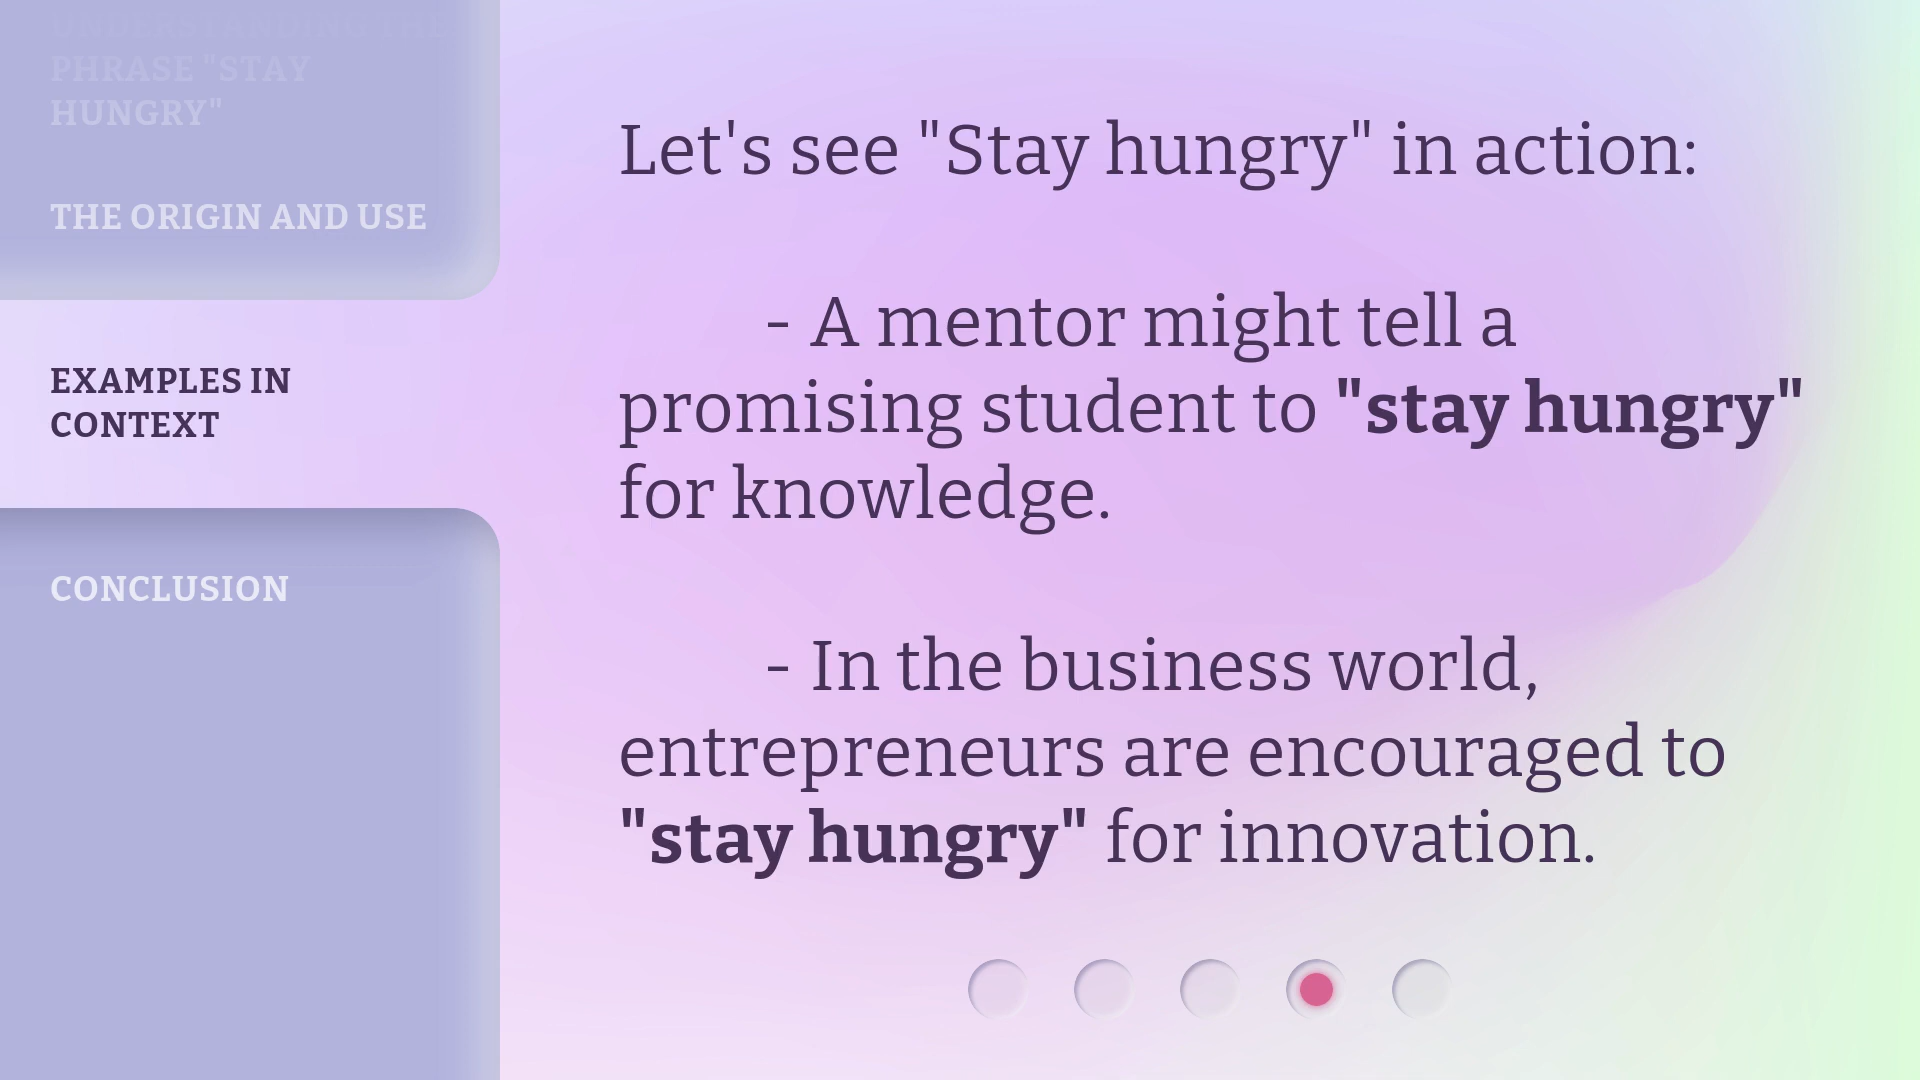 UNDERSTANDING THE
PHRASE "STAY
HUNGRY"
THE ORIGIN AND USE
EXAMPLES IN
CONTEXT
CONCLUSION
Let's see "Stay hungry" in action:
- A mentor might tell a
promising student to "stay hungry"
for knowledge.
- In the business world,
entrepreneurs are encouraged to
"stay hungry" for innovation.